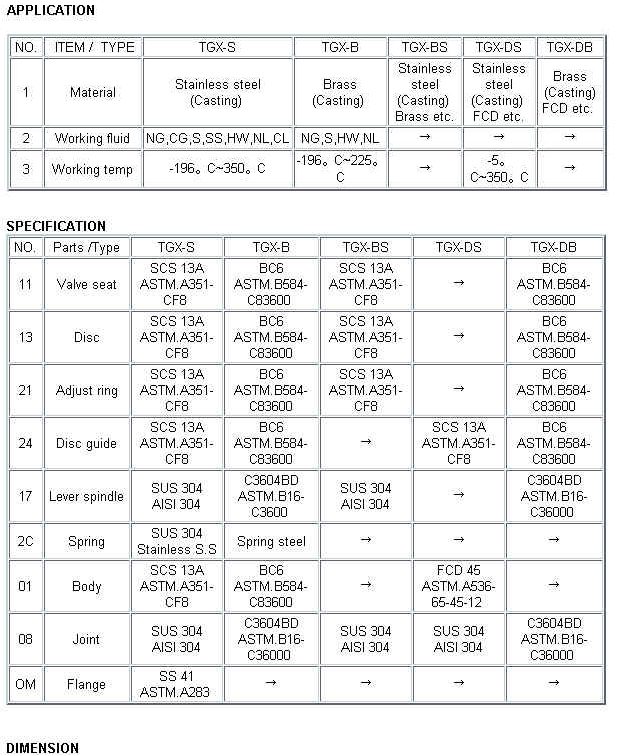 APPLICATION
NO. ITEM / TYPE TGX-S TGX-B TGX-BS TGX-DS TGX-DB
1 Material Stainless steel (Casting) Brass (Casting) Stainless steel (Casting) Brass etc. Stainless steel (Casting) FCD etc. Brass (Casting) FCD etc.
2 Working fluid NG,CG,S,SS,HW,NL,CL NG,S,HW,NL → → →
3 Working temp -196。C~350。C -196。C~225。C → -5。C~350。C →
SPECIFICATION
NO. Parts /Type TGX-S TGX-B TGX-BS TGX-DS TGX-DB
11 Valve seat SCS 13A ASTM.A351-CF8 BC6 ASTM.B584-C83600 SCS 13A ASTM.A351-CF8 → BC6 ASTM.B584-C83600
13 Disc SCS 13A ASTM.A351-CF8 BC6 ASTM.B584-C83600 SCS 13A ASTM.A351-CF8 → BC6 ASTM.B584-C83600
21 Adjust ring SCS 13A ASTM.A351-CF8 BC6 ASTM.B584-C83600 SCS 13A ASTM.A351-CF8 → BC6 ASTM.B584-C83600
24 Disc guide SCS 13A ASTM.A351-CF8 BC6 ASTM.B584-C83600 → SCS 13A ASTM.A351-CF8 BC6 ASTM.B584-C83600
17 Lever spindle SUS 304 AISI 304 C3604BD ASTM.B16-C3600 SUS 304 AISI 304 → C3604BD ASTM.B16-C36000
2C Spring SUS 304 Stainless S.S Spring steel → → →
01 Body SCS 13A ASTM.A351-CF8 BC6 ASTM.B584-C83600 → FCD 45 ASTM.A536-65-45-12 →
08 Joint SUS 304 AISI 304 C3604BD ASTM.B16-C36000 SUS 304 AISI 304 SUS 304 AISI 304 C3604BD ASTM.B16-C36000
OM Flange SS 41 ASTM.A283 → → → →
DIMENSION